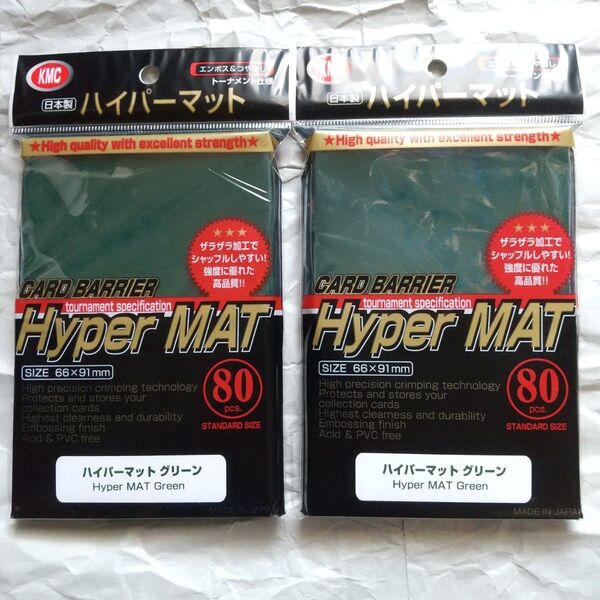 KMC
エンボス&つや消し
トーナメント仕様
日本製
ハイパーマット
★High quality with excellent strength★
ザラザラ加工で
シャッフルしやすい!
強度に優れた
高品質!!
CARD BARRIER
tournament specification
Hyper MAT
SIZE 66×91mm
80
pcs.
STANDARD SIZE
High precision crimping technology
Protects and stores your
collection cards
Highest clearness and durability
Embossing finish
Acid & PVC free
ハイパーマット グリーン
Hyper MAT Green
MADE IN JAPAN
KMC
トーナメント
日本製
ハイパーマット
★High quality with excellent strength★
ザラザラ加工で
シャッフルしやすい!
強度に優れた
高品質!!
CARD BARRIER
tournament specification
Hyper MAT
SIZE 66×91mm
80
pcs.
STANDARD SIZE
High precision crimping technology
Protects and stores your
collection cards
Highest clearness and durability
Embossing finish
Acid & PVC free
ハイパーマット グリーン
Hyper MAT Green
MADE IN JAPAN